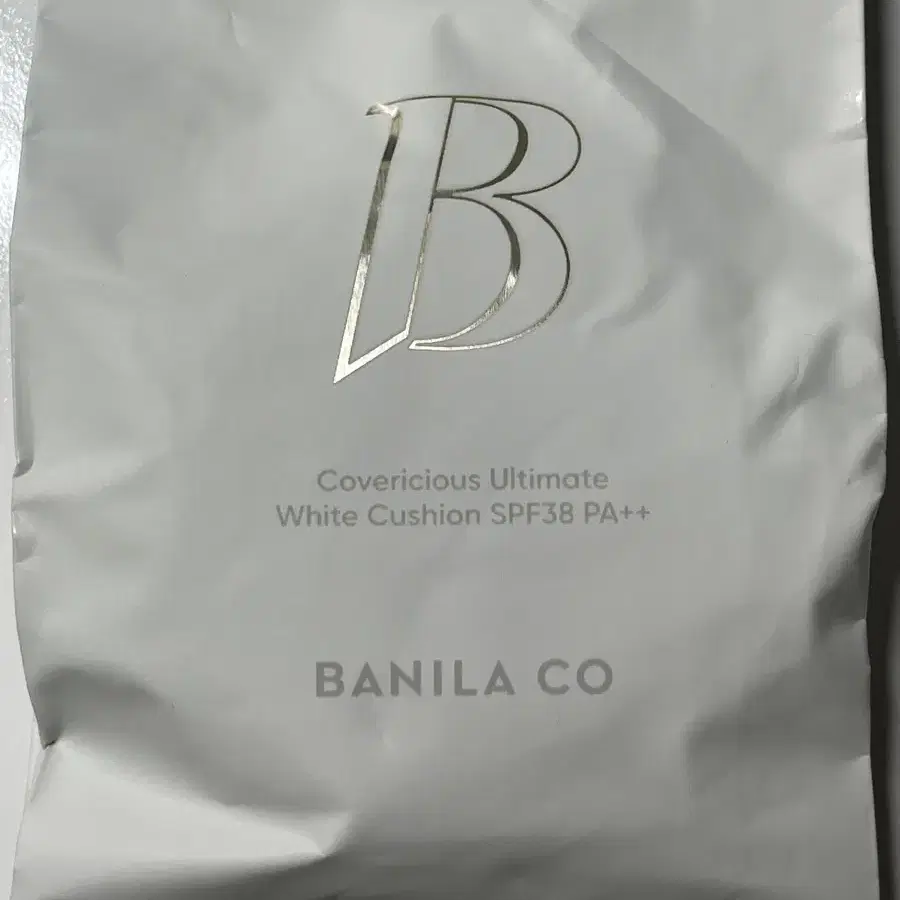 B
Covericious Ultimate
White Cushion SPF38 PA++
BANILA CO